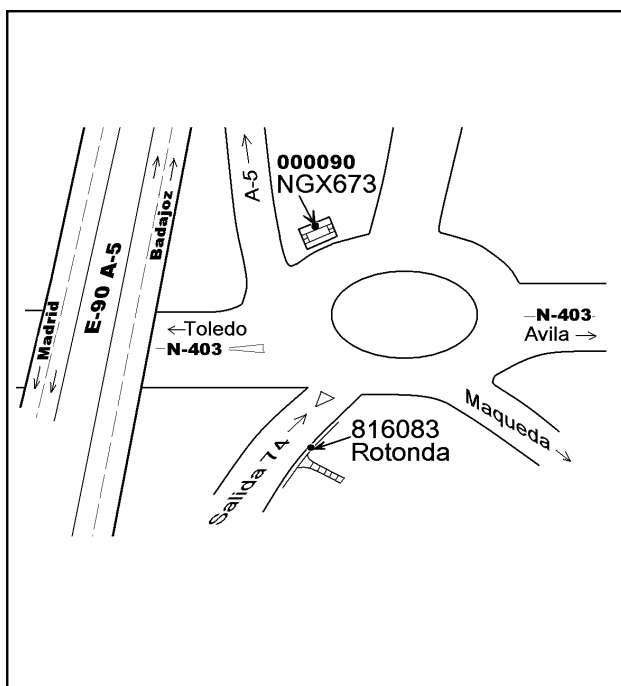 000090
NGX673
A-5
Badajoz
E-90 A-5
Madrid
Toledo
N-403
N-403
Avila
Maqueda
816083
Rotonda
Salida 74